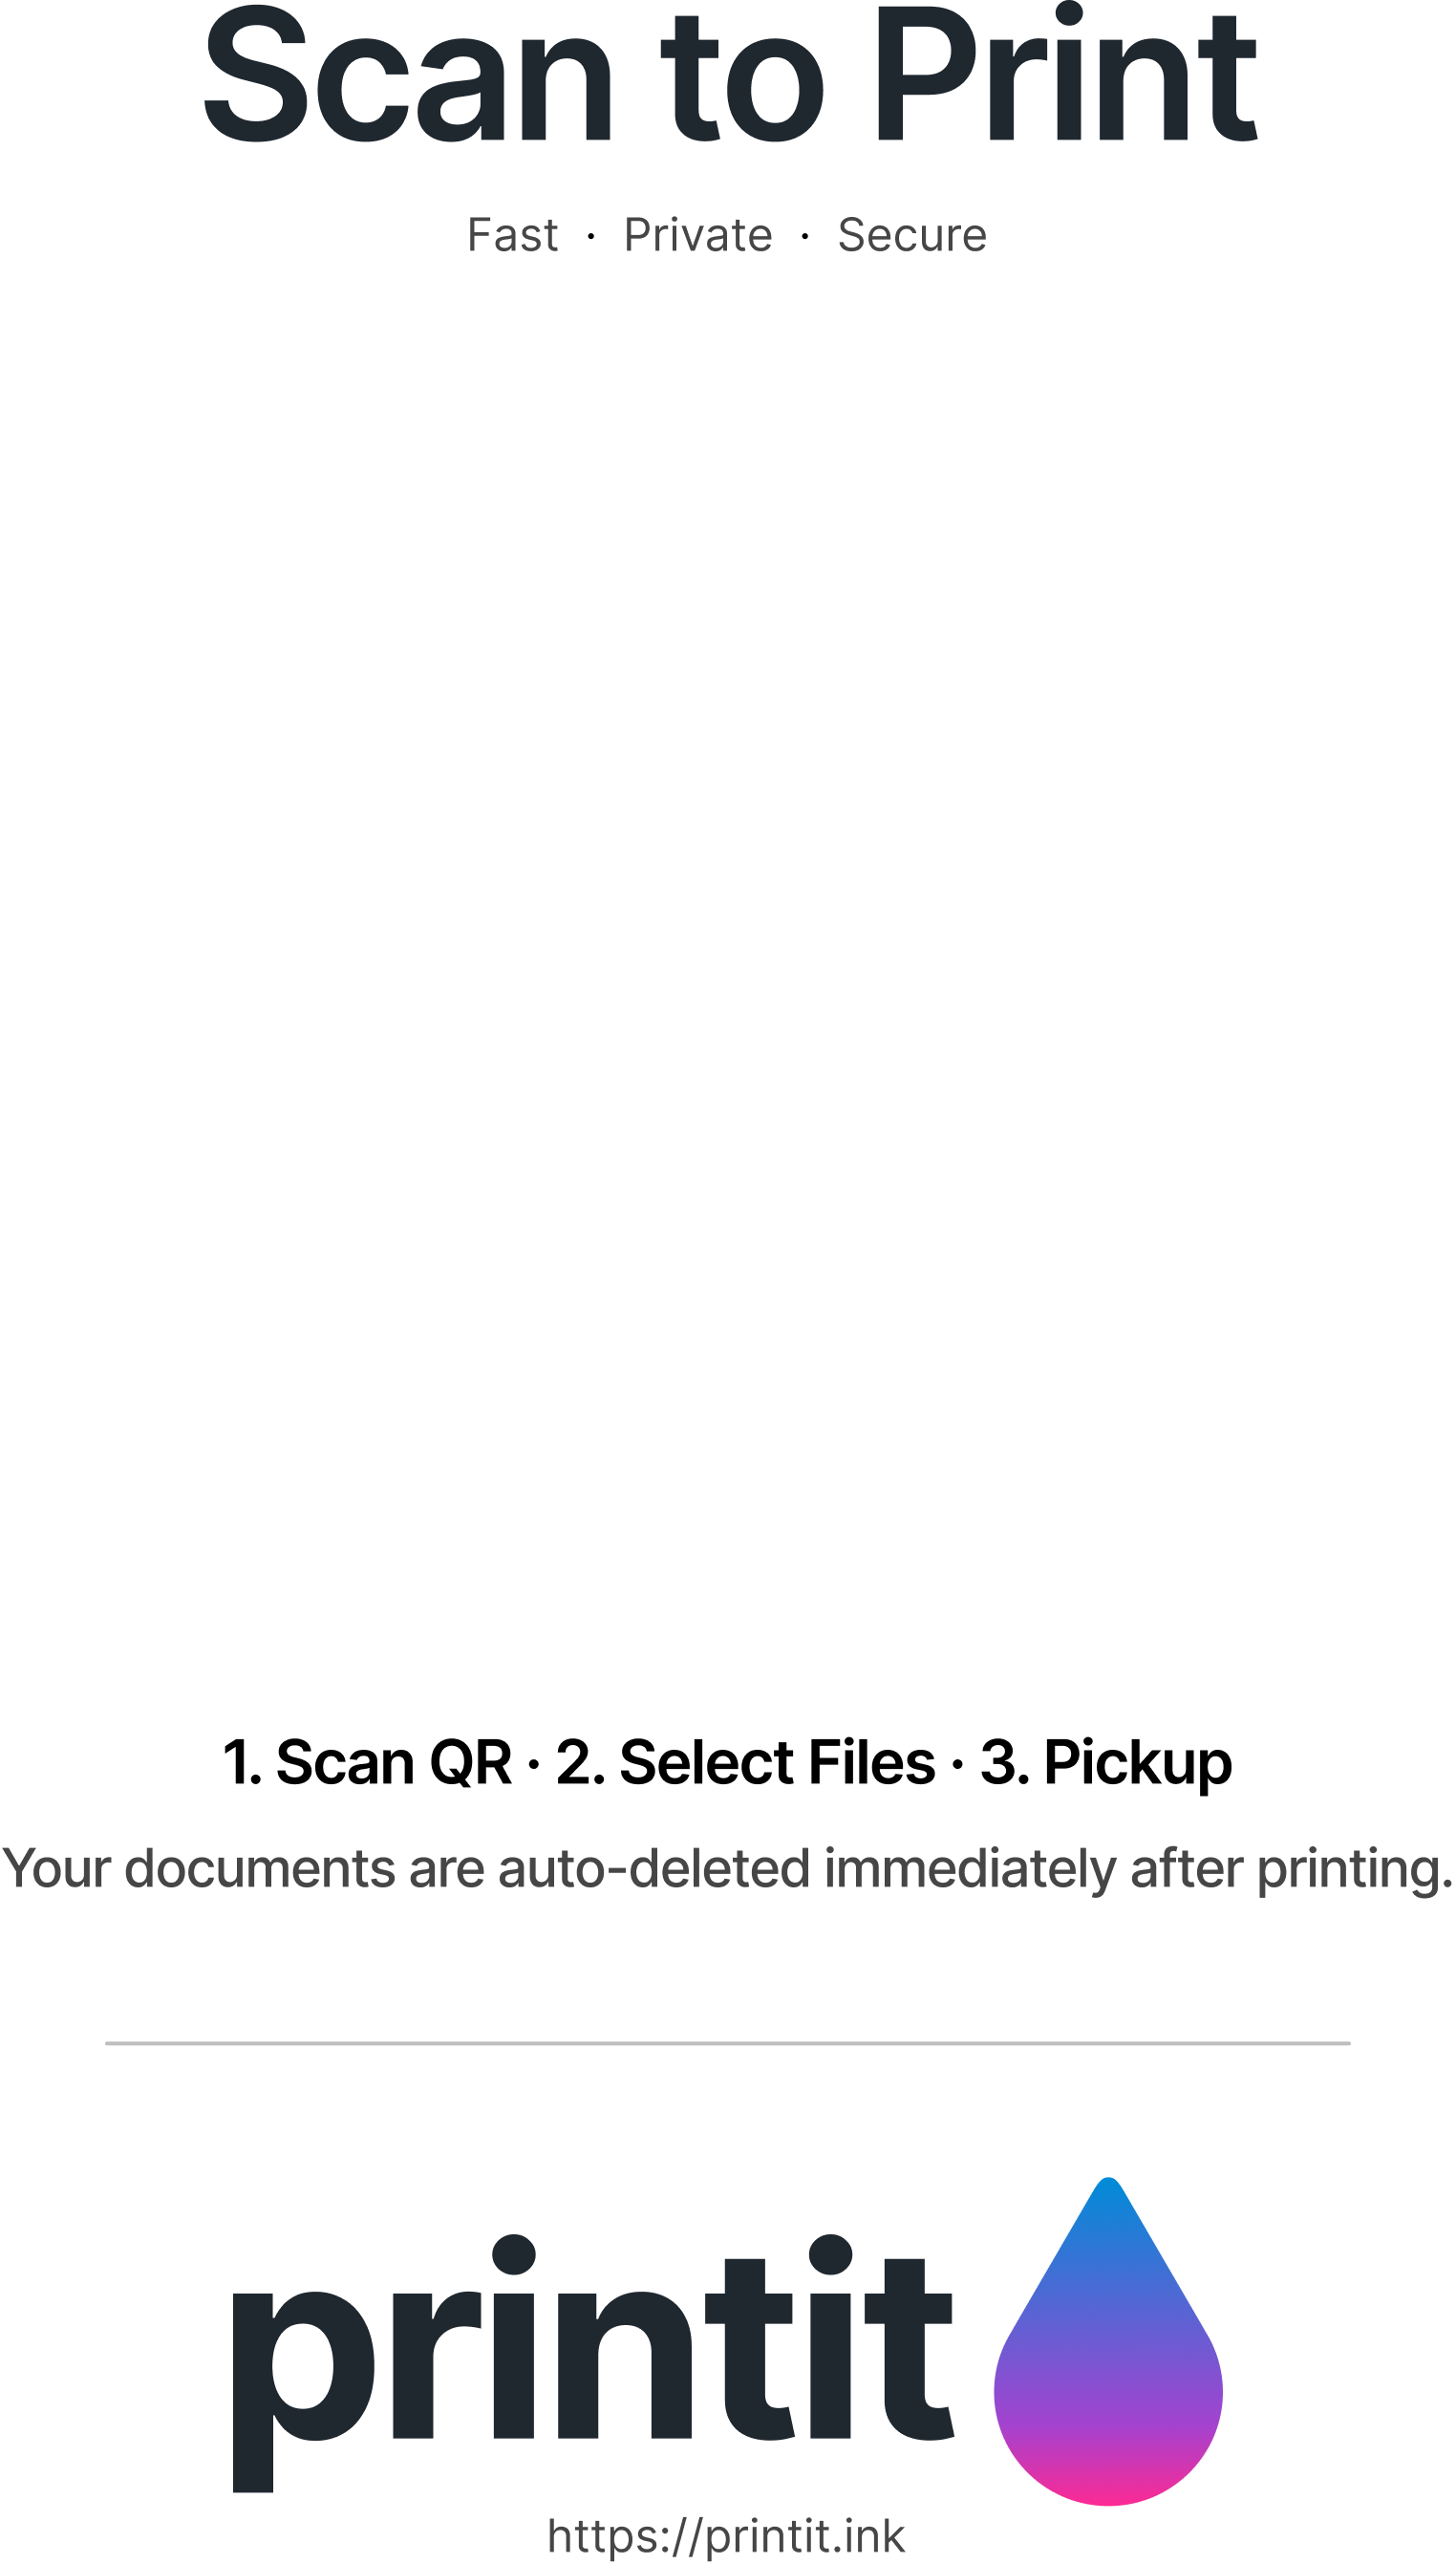 Scan to Print
Fast · Private · Secure
1. Scan QR · 2. Select Files · 3. Pickup
Your documents are auto-deleted immediately after printing.
printit
https://printit.ink